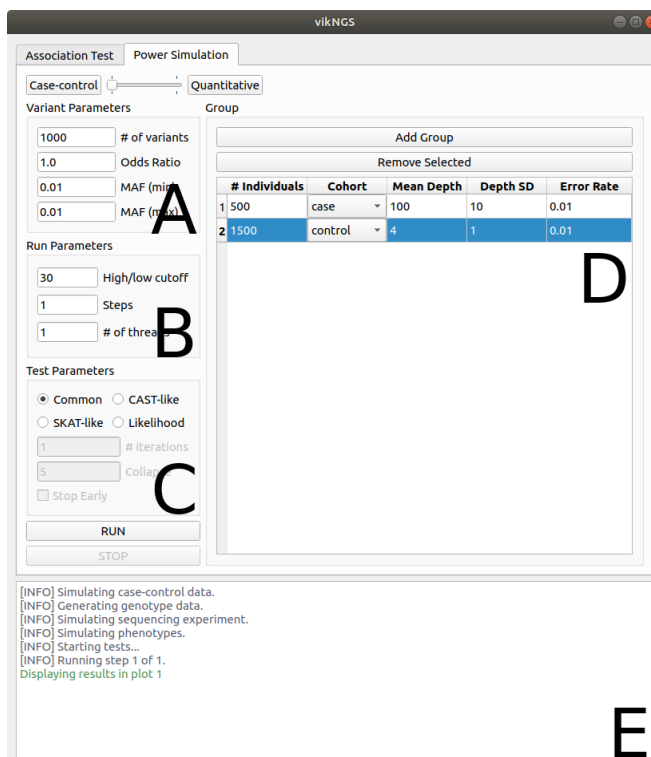 vikNGS
Association Test Power Simulation
Case-control Quantitative
Variant Parameters
1000 # of variants
1.0 Odds Ratio
0.01 MAF (min)
0.01 MAF (max)
A
Run Parameters
30 High/low cutoff
1 Steps
1 # of threads
B
Test Parameters
Common CAST-like
SKAT-like Likelihood
1 # iterations
5 Collapse
Stop Early
C
RUN
STOP
Group
Add Group
Remove Selected
# Individuals Cohort Mean Depth Depth SD Error Rate
1 500 case 100 10 0.01
2 1500 control 4 1 0.01
D
[INFO] Simulating case-control data.
[INFO] Generating genotype data.
[INFO] Simulating sequencing experiment.
[INFO] Simulating phenotypes.
[INFO] Starting tests...
[INFO] Running step 1 of 1.
Displaying results in plot 1
E